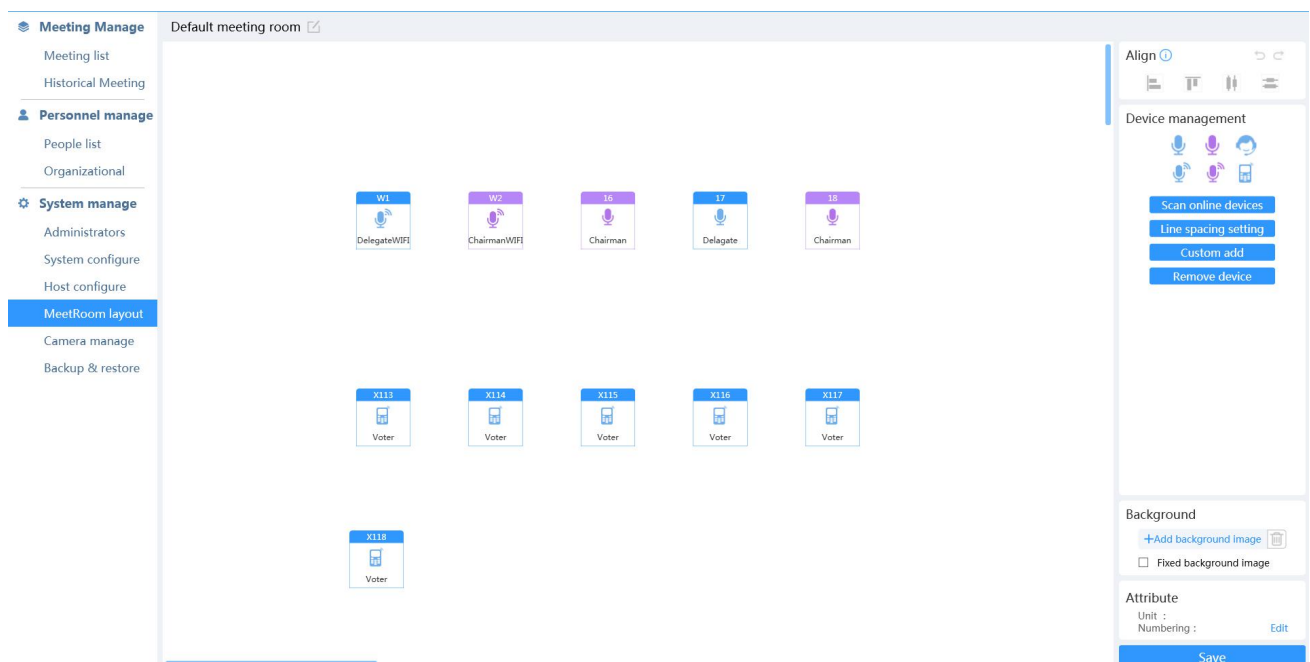 Meeting Manage
Meeting list
Historical Meeting
Personnel manage
People list
Organizational
System manage
Administrators
System configure
Host configure
MeetRoom layout
Camera manage
Backup & restore
Default meeting room
W1
DelegateWIFI
W2
ChairmanWIFI
16
Chairman
17
Delagate
18
Chairman
X113
Voter
X114
Voter
X115
Voter
X116
Voter
X117
Voter
X118
Voter
Align
Device management
Scan online devices
Line spacing setting
Custom add
Remove device
Background
+Add background image
Fixed background image
Attribute
Unit :
Numbering : Edit
Save